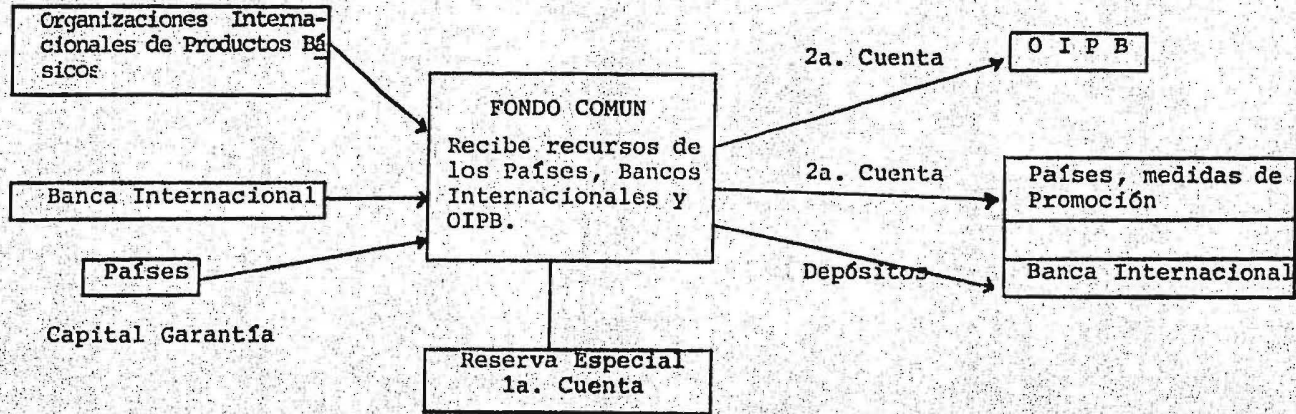 Organizaciones Interna-
cionales de Productos Bá
sicos
Banca Internacional
Países
Capital Garantía
FONDO COMUN
Recibe recursos de
los Países, Bancos
Internacionales y
OIPB.
Reserva Especial
1a. Cuenta
2a. Cuenta
O I P B
2a. Cuenta
Países, medidas de
Promoción
Depósitos
Banca Internacional